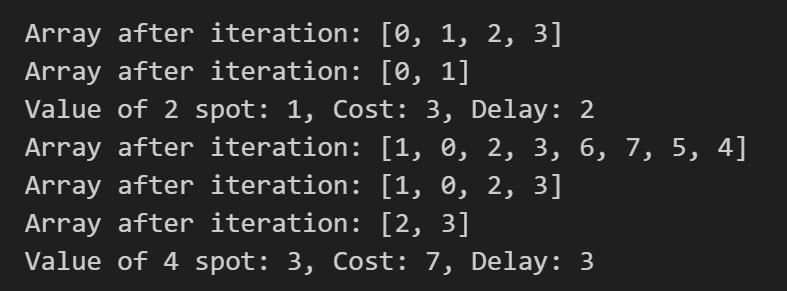 Array after iteration: [0, 1, 2, 3]
Array after iteration: [0, 1]
Value of 2 spot: 1, Cost: 3, Delay: 2
Array after iteration: [1, 0, 2, 3, 6, 7, 5, 4]
Array after iteration: [1, 0, 2, 3]
Array after iteration: [2, 3]
Value of 4 spot: 3, Cost: 7, Delay: 3